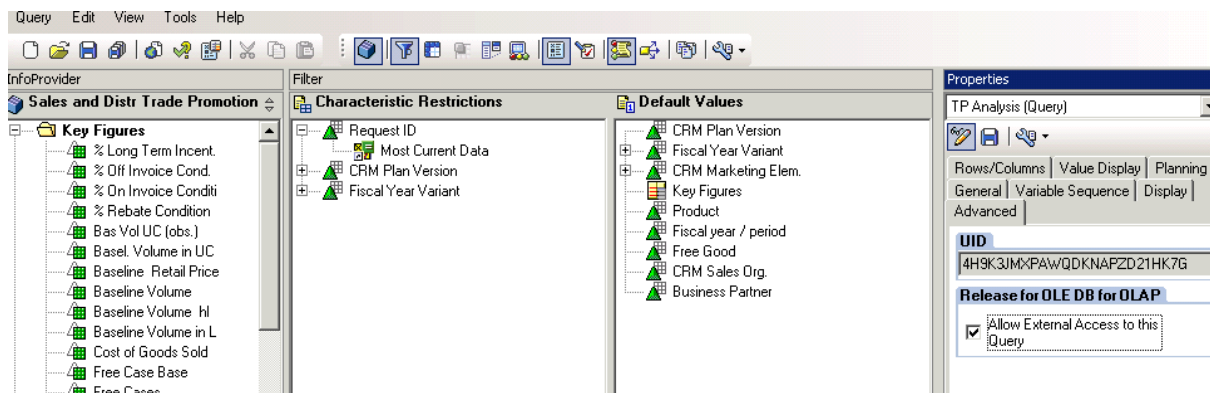 Query Edit View Tools Help
InfoProvider
Sales and Distr Trade Promotion
Key Figures
% Long Term Incent.
% Off Invoice Cond.
% On Invoice Conditi
% Rebate Condition
Bas Vol UC (obs.)
Basel. Volume in UC
Baseline Retail Price
Baseline Volume
Baseline Volume hl
Baseline Volume in L
Cost of Goods Sold
Free Case Base
Free Cases
Filter
Characteristic Restrictions
Request ID
Most Current Data
CRM Plan Version
Fiscal Year Variant
Default Values
CRM Plan Version
Fiscal Year Variant
CRM Marketing Elem.
Key Figures
Product
Fiscal year / period
Free Good
CRM Sales Org.
Business Partner
Properties
TP Analysis (Query)
Rows/Columns Value Display Planning
General Variable Sequence Display
Advanced
UID
4H9K3JMXPAWQDKNAPZD21HK7G
Release for OLE DB for OLAP
Allow External Access to this
Query